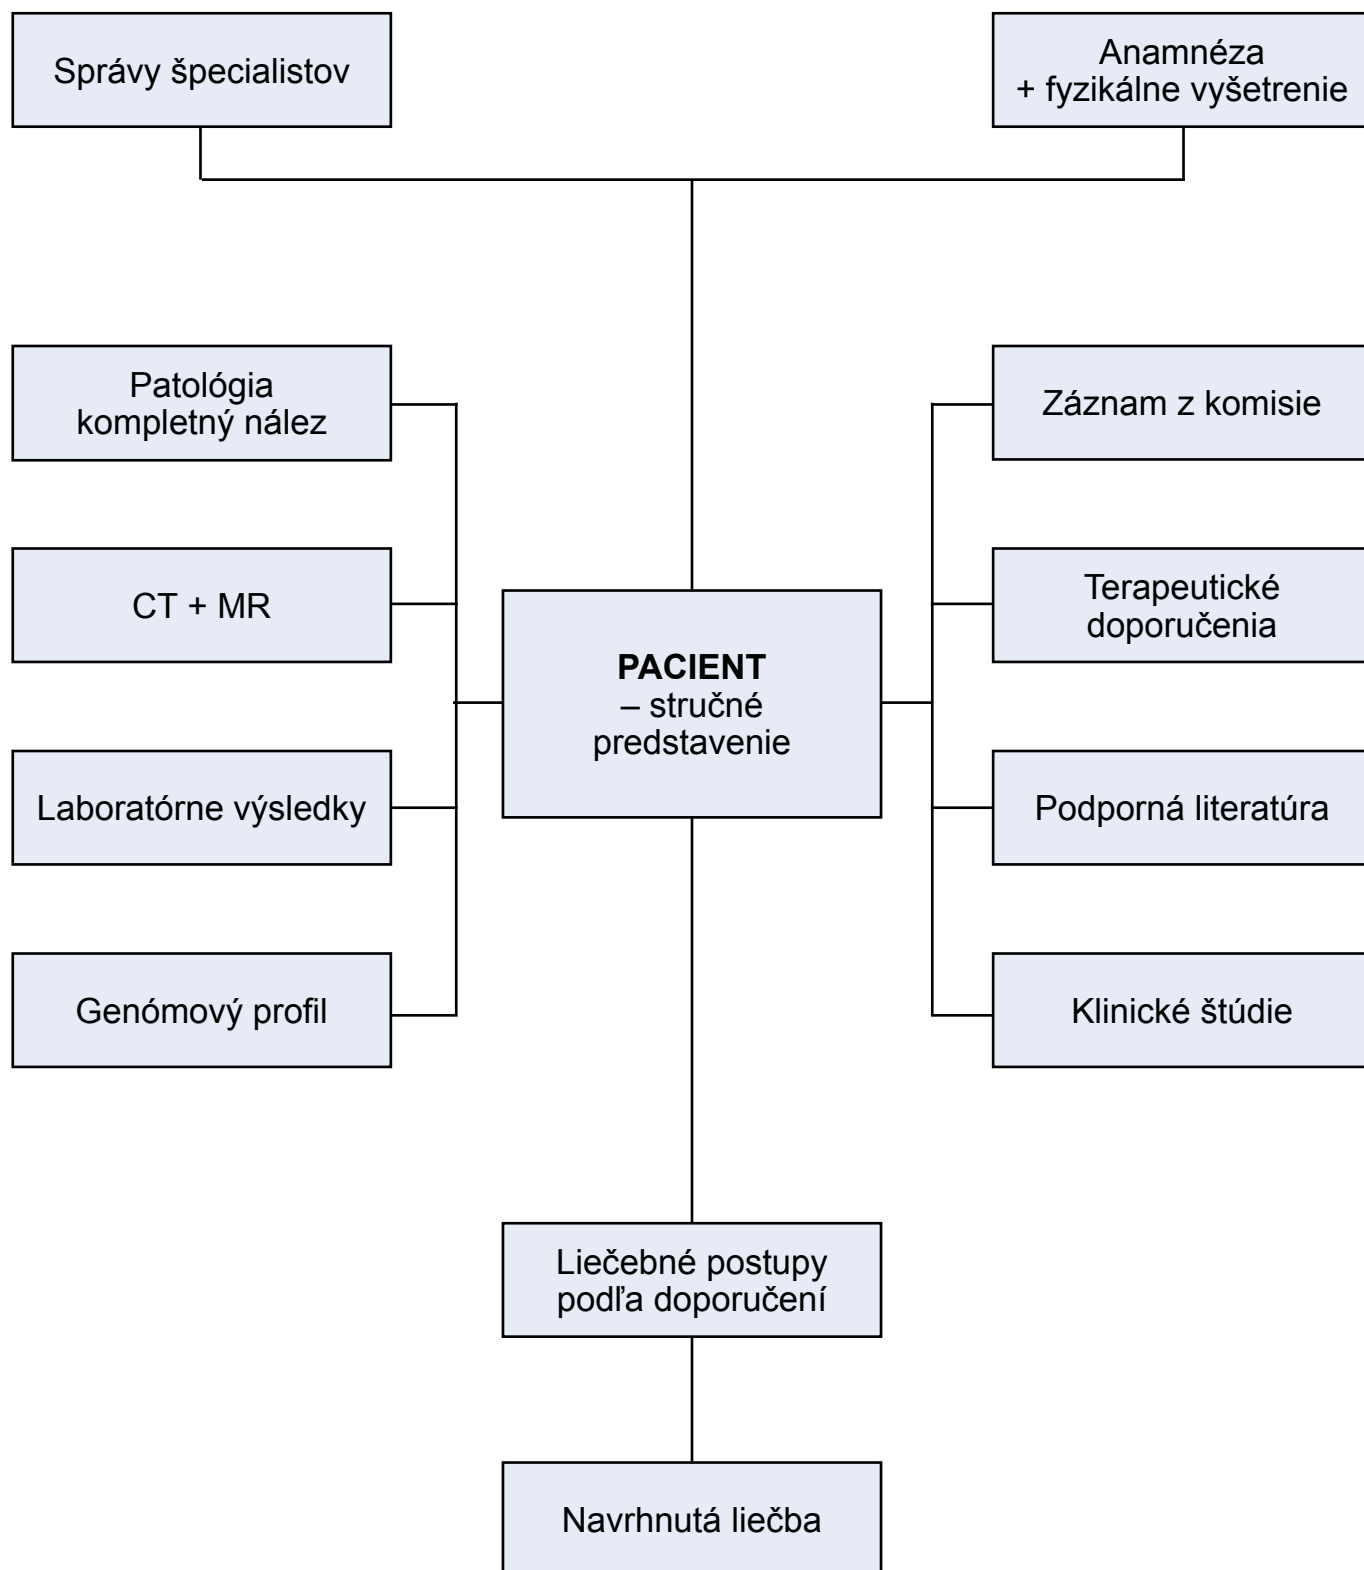 Správy špecialistov
Anamnéza
+ fyzikálne vyšetrenie
Patológia
kompletný nález
Záznam z komisie
CT + MR
Terapeutické
doporučenia
PACIENT
– stručné
predstavenie
Laboratórne výsledky
Podporná literatúra
Genómový profil
Klinické štúdie
Liečebné postupy
podľa doporučení
Navrhnutá liečba